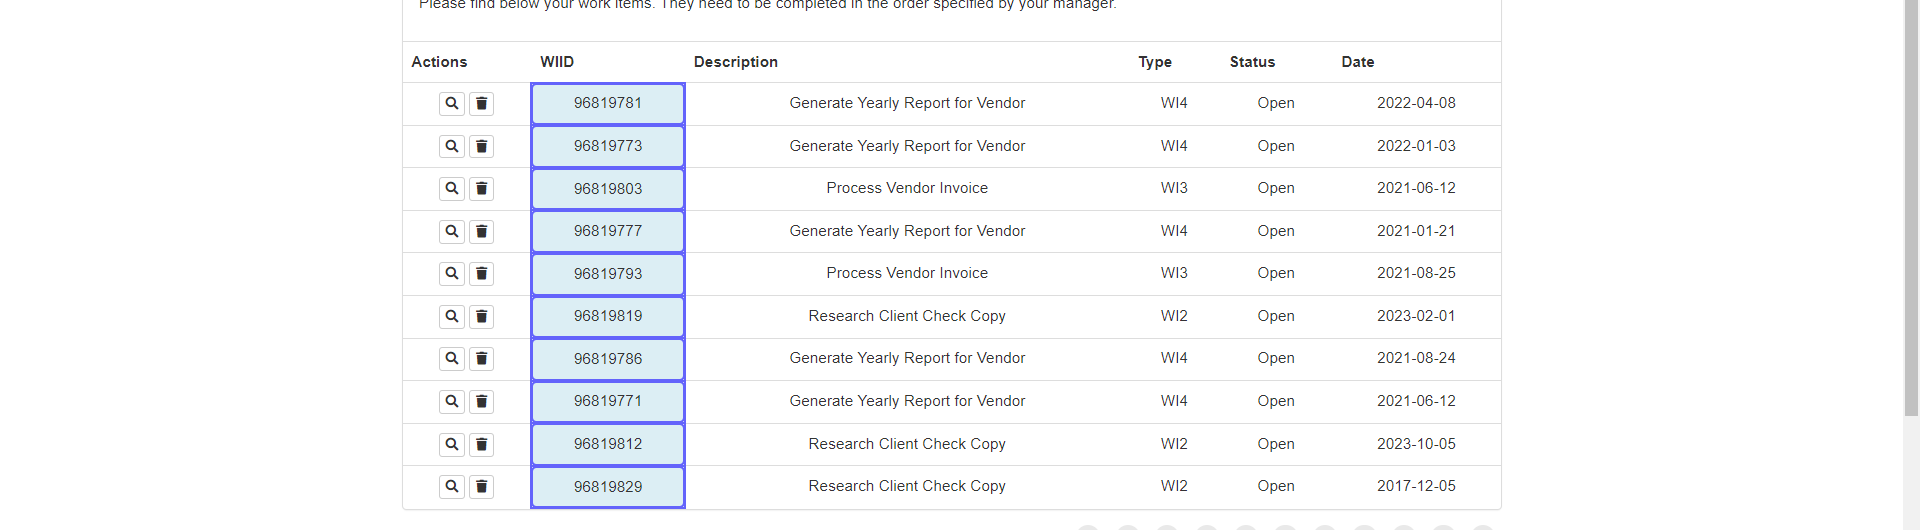 Please find below your work items. They need to be completed in the order specified by your manager.
Actions WIID Description Type Status Date
96819781 Generate Yearly Report for Vendor WI4 Open 2022-04-08
96819773 Generate Yearly Report for Vendor WI4 Open 2022-01-03
96819803 Process Vendor Invoice WI3 Open 2021-06-12
96819777 Generate Yearly Report for Vendor WI4 Open 2021-01-21
96819793 Process Vendor Invoice WI3 Open 2021-08-25
96819819 Research Client Check Copy WI2 Open 2023-02-01
96819786 Generate Yearly Report for Vendor WI4 Open 2021-08-24
96819771 Generate Yearly Report for Vendor WI4 Open 2021-06-12
96819812 Research Client Check Copy WI2 Open 2023-10-05
96819829 Research Client Check Copy WI2 Open 2017-12-05